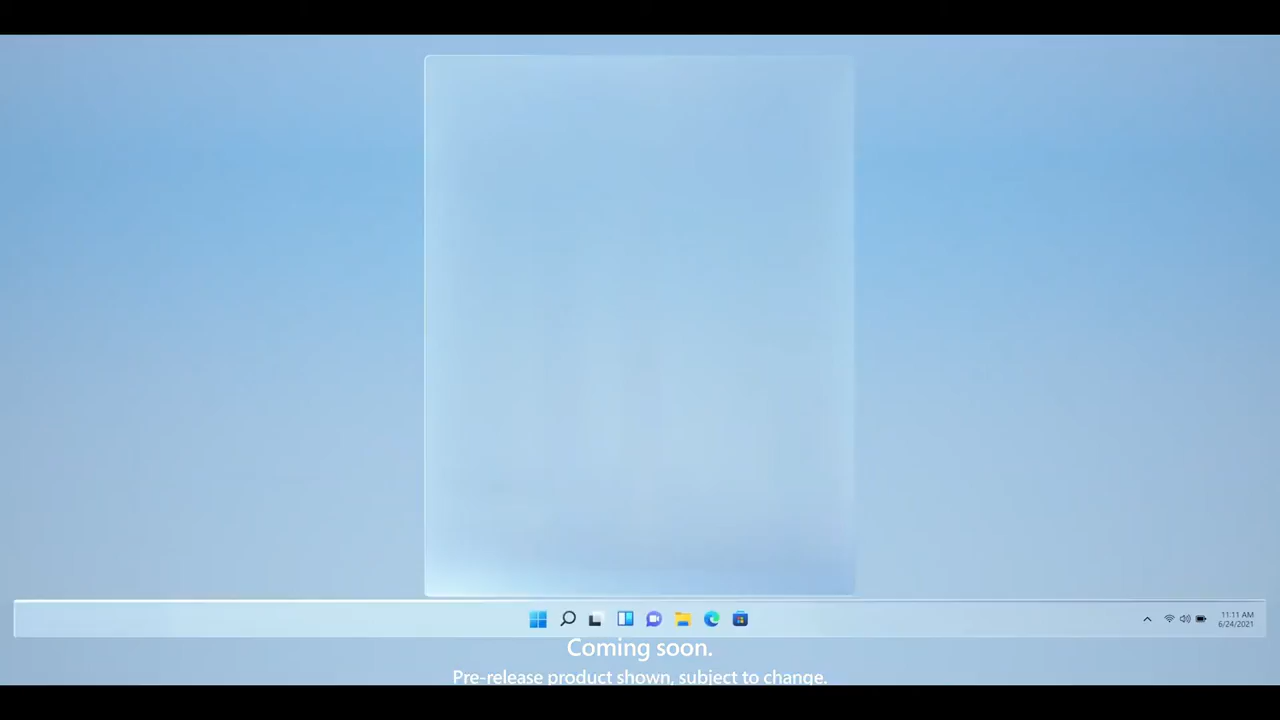 11:11 AM
6/24/2021
Coming soon.
Pre-release product shown, subject to change.